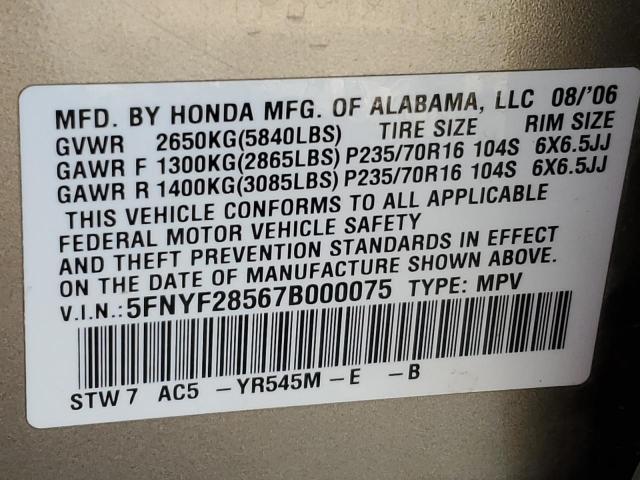 MFD. BY HONDA MFG. OF ALABAMA, LLC 08/'06
GVWR 2650KG(5840LBS) TIRE SIZE RIM SIZE
GAWR F 1300KG(2865LBS) P235/70R16 104S 6X6.5JJ
GAWR R 1400KG(3085LBS) P235/70R16 104S 6X6.5JJ
THIS VEHICLE CONFORMS TO ALL APPLICABLE
FEDERAL MOTOR VEHICLE SAFETY
AND THEFT PREVENTION STANDARDS IN EFFECT
ON THE DATE OF MANUFACTURE SHOWN ABOVE.
V.I.N.:5FNYF28567B000075 TYPE: MPV
STW7 AC5 -YR545M -E -B